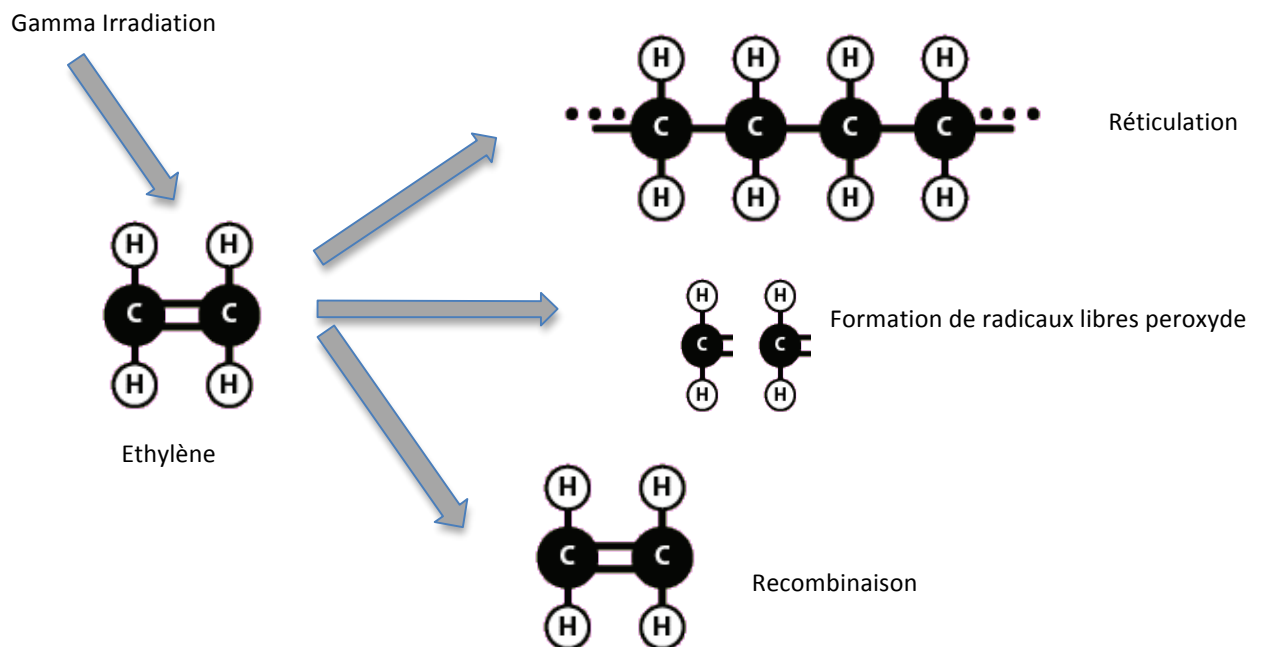 Gamma Irradiation
H H H H
C C C C
Réticulation
H H H H
H H
C C
H H
Ethylène
H H
C C
Formation de radicaux libres peroxyde
H H
H H
C C
Recombinaison
H H